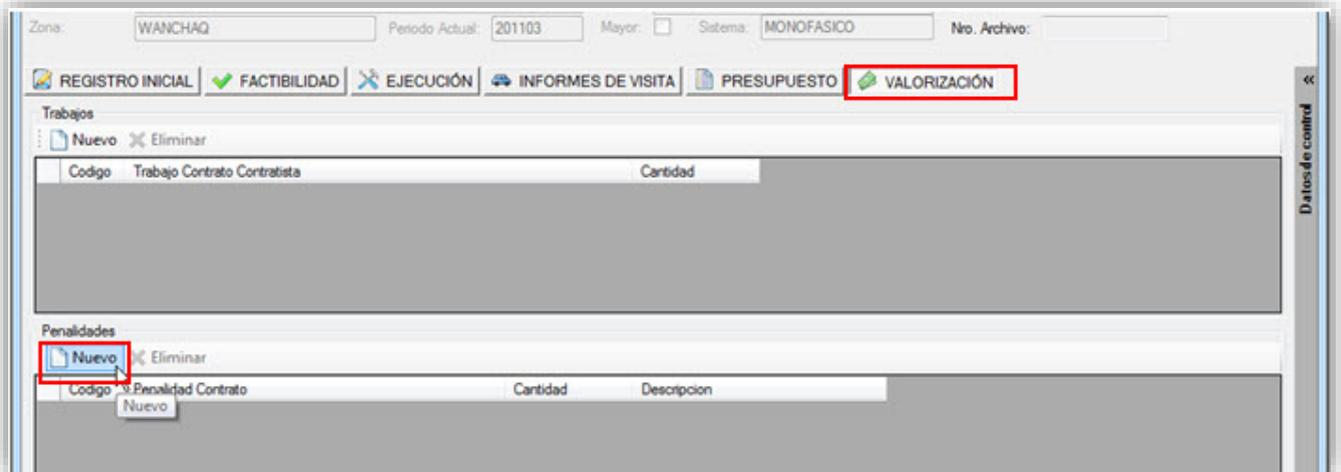 Zona: WANCHAQ Periodo Actual: 201103 Mayor: Sistema: MONOFASICO Nro. Archivo:
REGISTRO INICIAL FACTIBILIDAD EJECUCIÓN INFORMES DE VISITA PRESUPUESTO VALORIZACIÓN
«
Datos de control
Trabajos
Nuevo Eliminar
Codigo Trabajo Contrato Contratista Cantidad
Penalidades
Nuevo Eliminar
Codigo Penalidad Contrato Cantidad Descripcion
Nuevo